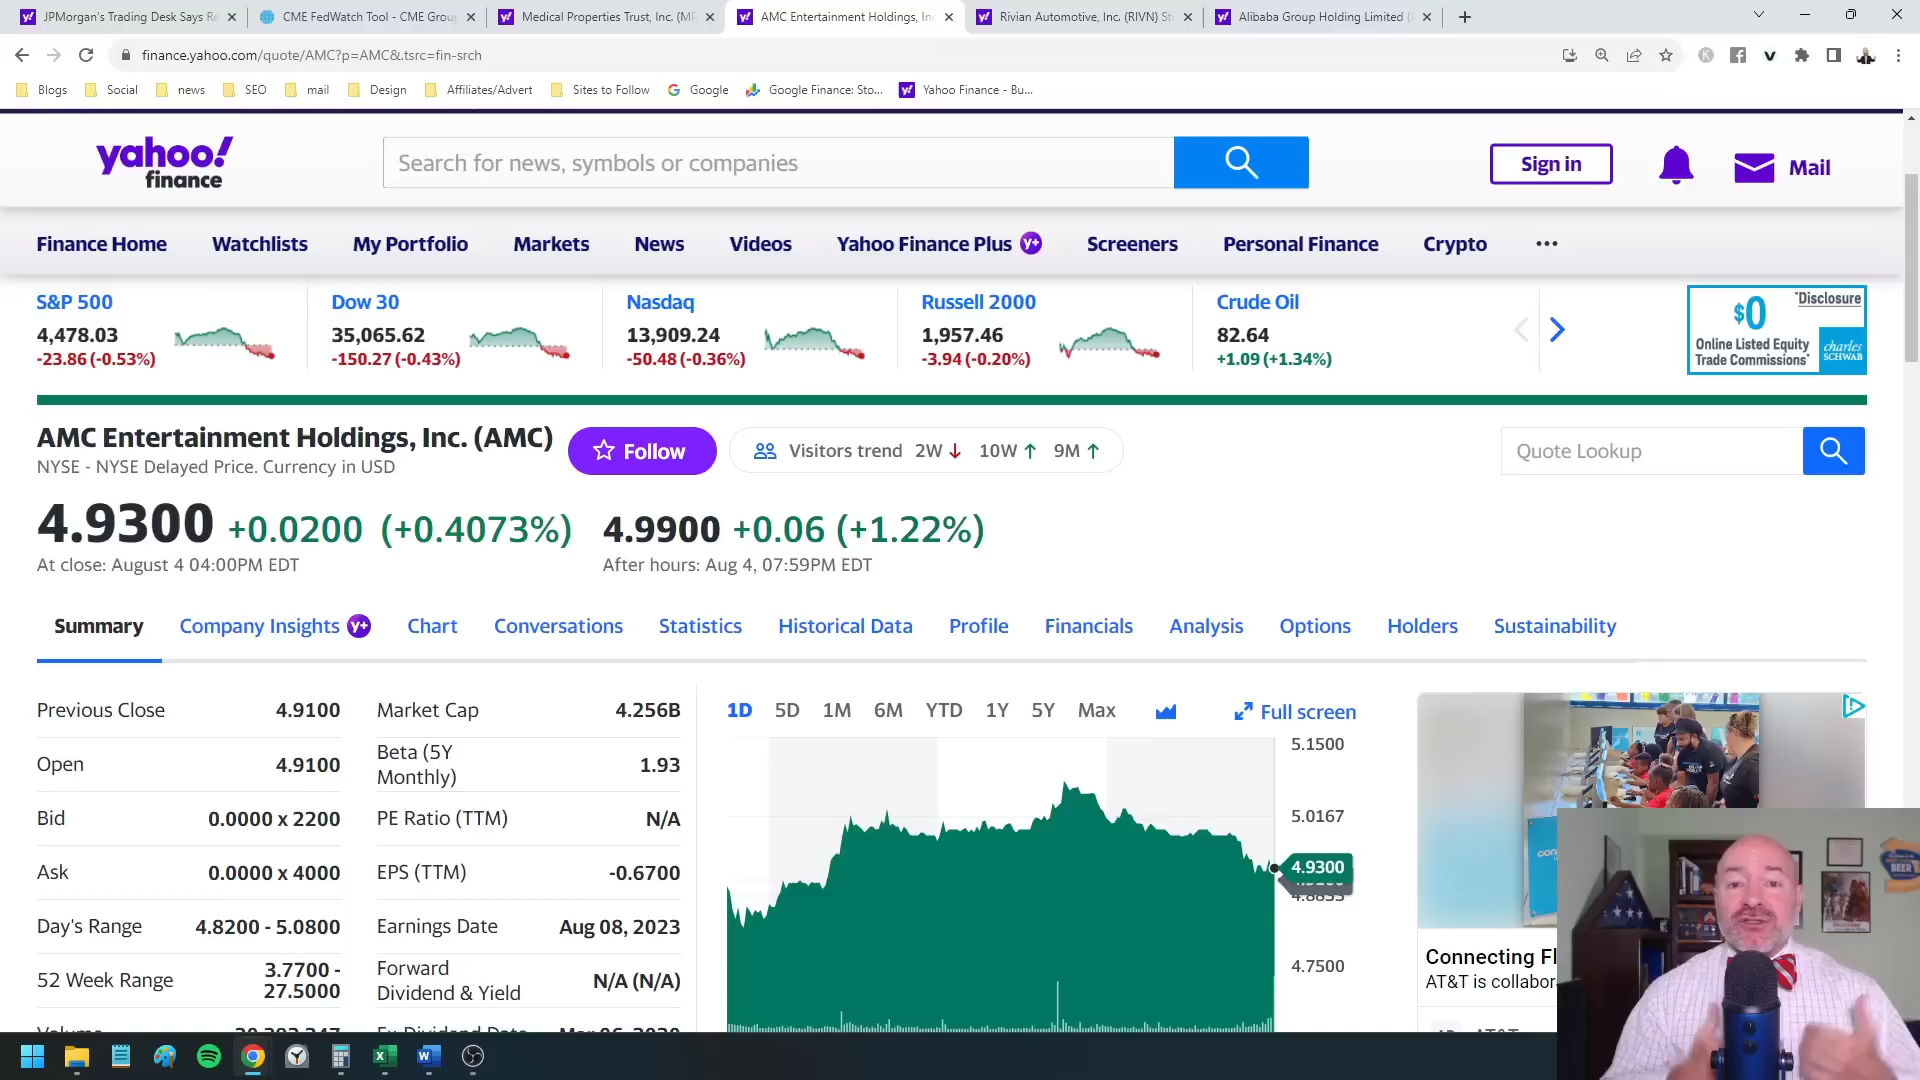 JPMorgan's Trading Desk Says Re
CME FedWatch Tool - CME Group
Medical Properties Trust, Inc. (MP
AMC Entertainment Holdings, Inc
Rivian Automotive, Inc. (RIVN) St
Alibaba Group Holding Limited (
finance.yahoo.com/quote/AMC?p=AMC&.tsrc=fin-srch
Blogs Social news SEO mail Design Affiliates/Advert Sites to Follow Google Google Finance: Sto... Yahoo Finance - Bu...
yahoo!
finance
Search for news, symbols or companies
Sign in
Mail
Finance Home Watchlists My Portfolio Markets News Videos Yahoo Finance Plus y+ Screeners Personal Finance Crypto ...
S&P 500
4,478.03
-23.86 (-0.53%)
Dow 30
35,065.62
-150.27 (-0.43%)
Nasdaq
13,909.24
-50.48 (-0.36%)
Russell 2000
1,957.46
-3.94 (-0.20%)
Crude Oil
82.64
+1.09 (+1.34%)
*Disclosure
$0
Online Listed Equity
Trade Commissions*
charles
SCHWAB
AMC Entertainment Holdings, Inc. (AMC)
NYSE - NYSE Delayed Price. Currency in USD
Follow
Visitors trend 2W ↓ 10W ↑ 9M ↑
Quote Lookup
4.9300 +0.0200 (+0.4073%)
At close: August 4 04:00PM EDT
4.9900 +0.06 (+1.22%)
After hours: Aug 4, 07:59PM EDT
Summary Company Insights y+ Chart Conversations Statistics Historical Data Profile Financials Analysis Options Holders Sustainability
Previous Close 4.9100
Open 4.9100
Bid 0.0000 x 2200
Ask 0.0000 x 4000
Day's Range 4.8200 - 5.0800
52 Week Range 3.7700 -
27.5000
Market Cap 4.256B
Beta (5Y
Monthly) 1.93
PE Ratio (TTM) N/A
EPS (TTM) -0.6700
Earnings Date Aug 08, 2023
Forward
Dividend & Yield N/A (N/A)
1D 5D 1M 6M YTD 1Y 5Y Max
Full screen
5.1500
5.0167
4.9300
4.7500
Connecting Fl
AT&T is collabor
BEER